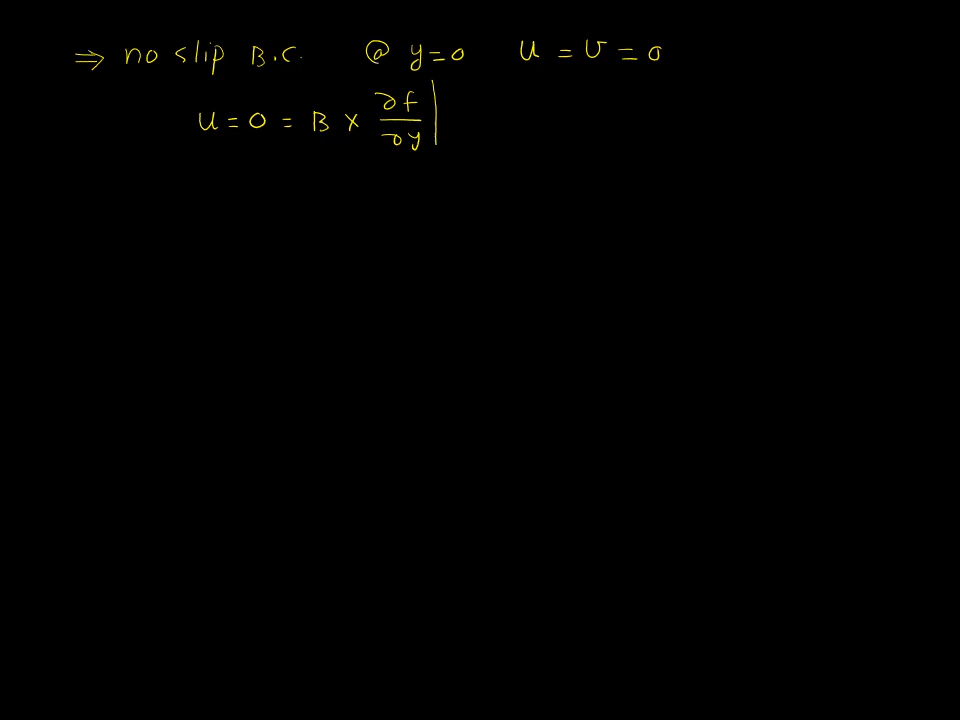 ⇒ no slip B.C. @ y=0 u = v = 0
u = 0 = B x ∂f/∂y |